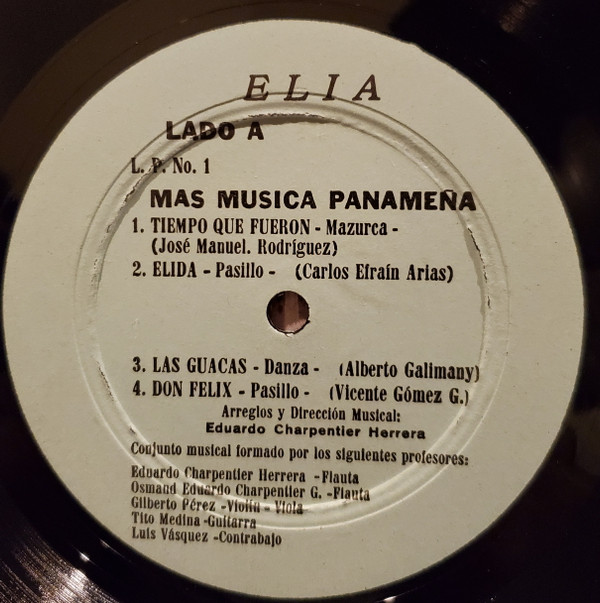 ELIA
LADO A
L. P. No. 1
MAS MUSICA PANAMEÑA
1. TIEMPO QUE FUERON - Mazurca -
(José Manuel. Rodríguez)
2. ELIDA - Pasillo - (Carlos Efraín Arias)
3. LAS GUACAS - Danza - (Alberto Galimany)
4. DON FELIX - Pasillo - (Vicente Gómez G.)
Arreglos y Dirección Musical:
Eduardo Charpentier Herrera
Conjunto musical formado por los siguientes profesores:
Eduardo Charpentier Herrera -Flauta
Osmand Eduardo Charpentier G. -Flauta
Gilberto Pérez -Violín - Viola
Tito Medina -Guitarra
Luis Vásquez -Contrabajo